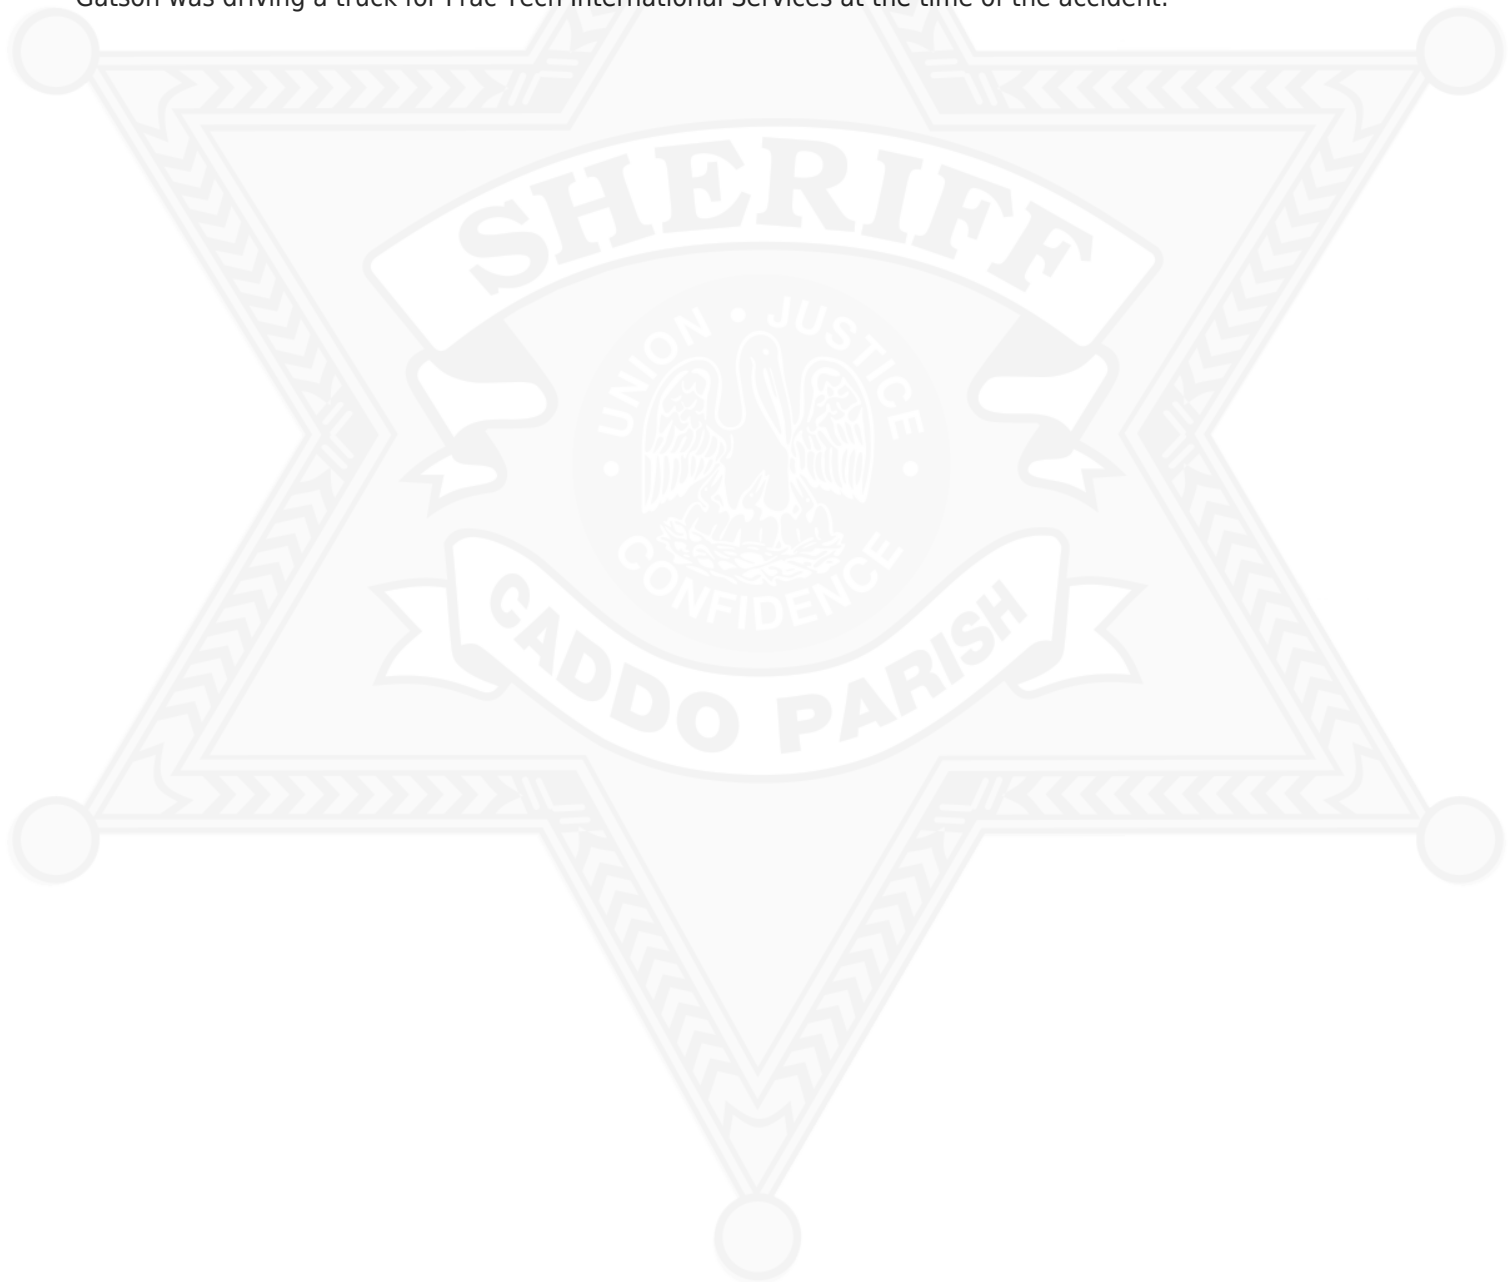 Gatson was driving a truck for Frac Tech International Services at the time of the accident.
SHERIFF
UNION • JUSTICE
CONFIDENCE
CADDO PARISH